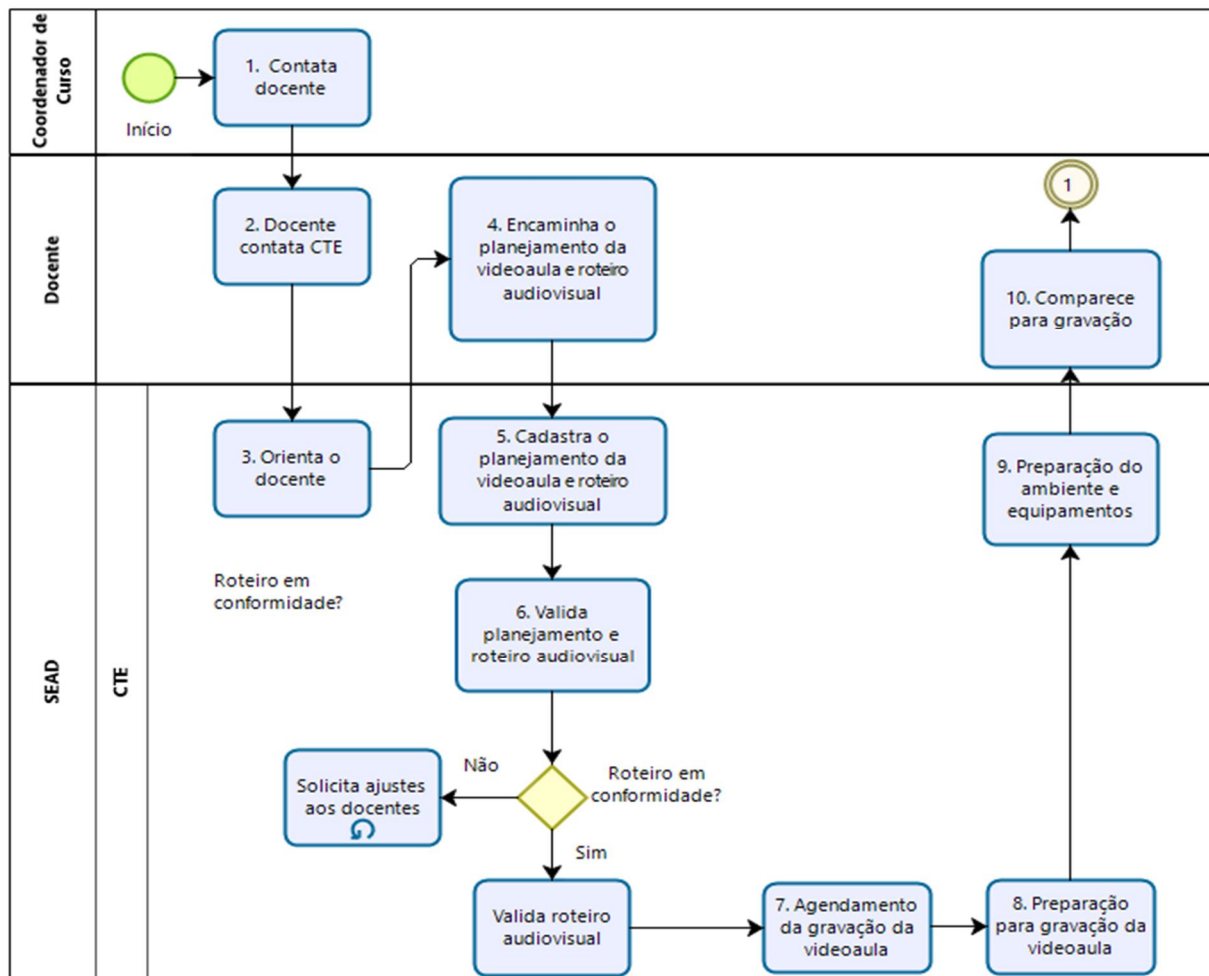 Coordenador de
Curso
Início
1. Contata
docente
Docente
2. Docente
contata CTE
4. Encaminha o
planejamento da
videoaula e roteiro
audiovisual
1
10. Comparece
para gravação
SEAD
CTE
3. Orienta o
docente
5. Cadastra o
planejamento da
videoaula e roteiro
audiovisual
9. Preparação do
ambiente e
equipamentos
Roteiro em
conformidade?
6. Valida
planejamento e
roteiro audiovisual
Solicita ajustes
aos docentes
Não
Roteiro em
conformidade?
Sim
Valida roteiro
audiovisual
7. Agendamento
da gravação da
videoaula
8. Preparação
para gravação da
videoaula